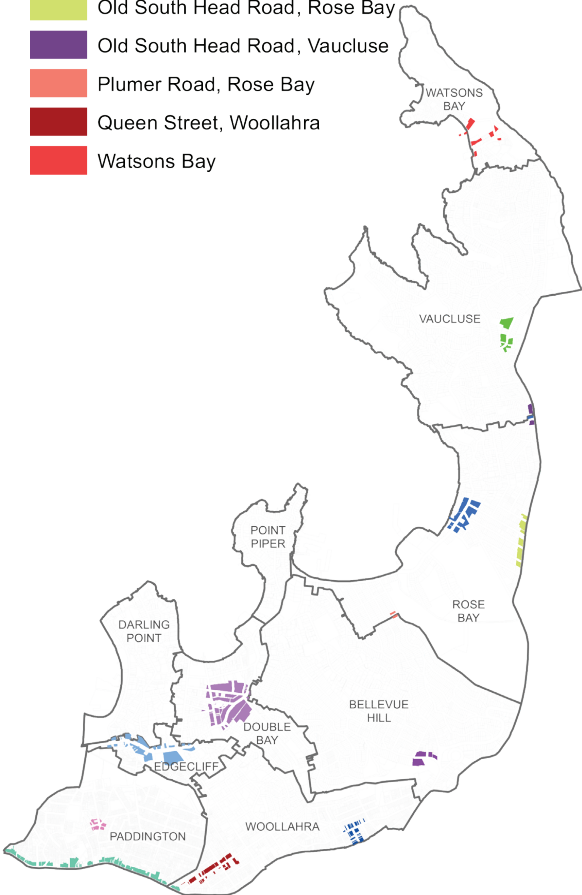 Old South Head Road, Rose Bay
Old South Head Road, Vaucluse
Plumer Road, Rose Bay
Queen Street, Woollahra
Watsons Bay
WATSONS
BAY
VAUCLUSE
POINT
PIPER
ROSE
BAY
DARLING
POINT
BELLEVUE
HILL
DOUBLE
BAY
EDGECLIFF
WOOLLAHRA
PADDINGTON